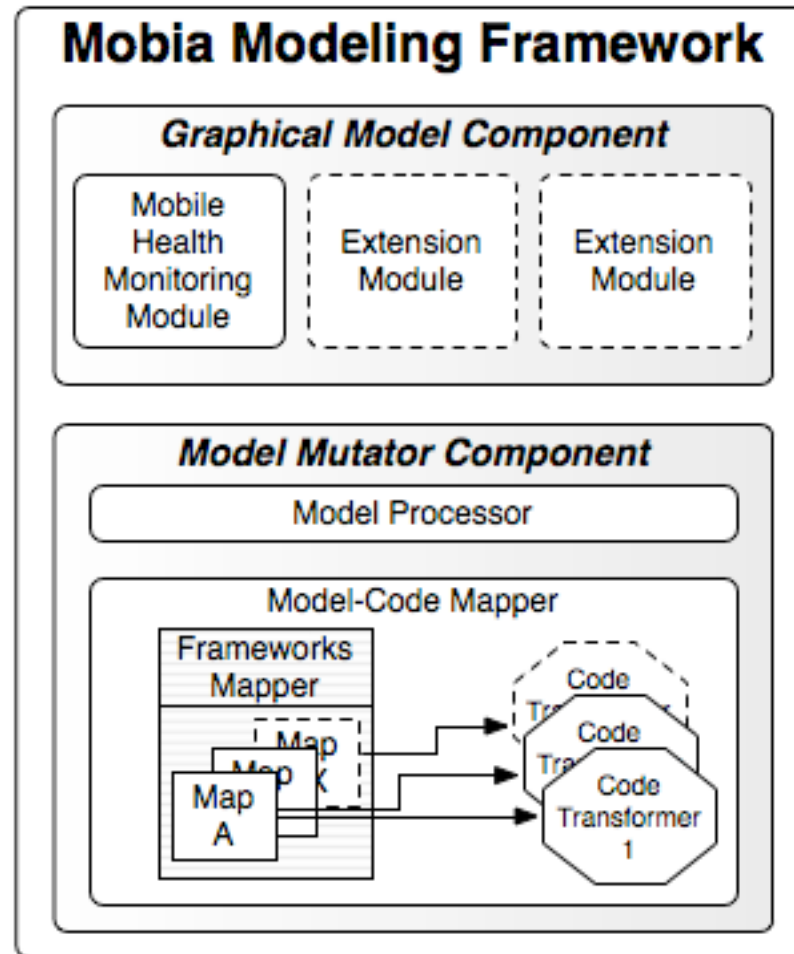 Mobia Modeling Framework
Graphical Model Component
Mobile
Health
Monitoring
Module
Extension
Module
Extension
Module
Model Mutator Component
Model Processor
Model-Code Mapper
Frameworks
Mapper
Map
Map
Map
A
Code
Code
Code
Transformer
1